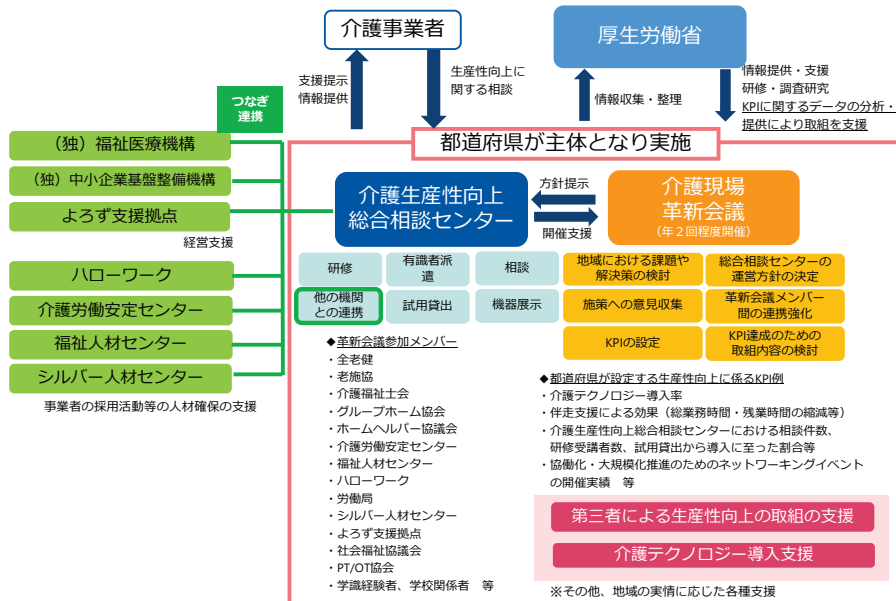 介護事業者
厚生労働省
支援提示
情報提供
生産性向上に
関する相談
情報収集・整理
情報提供・支援
研修・調査研究
KPIに関するデータの分析・
提供により取組を支援
つなぎ
連携
都道府県が主体となり実施
（独）福祉医療機構
（独）中小企業基盤整備機構
よろず支援拠点
経営支援
ハローワーク
介護労働安定センター
福祉人材センター
シルバー人材センター
事業者の採用活動等の人材確保の支援
介護生産性向上
総合相談センター
方針提示
開催支援
介護現場
革新会議
（年２回程度開催）
研修
有識者派
遣
相談
他の機関
との連携
試用貸出
機器展示
地域における課題や
解決策の検討
総合相談センターの
運営方針の決定
施策への意見収集
革新会議メンバー
間の連携強化
KPIの設定
KPI達成のための
取組内容の検討
◆革新会議参加メンバー
・全老健
・老施協
・介護福祉士会
・グループホーム協会
・ホームヘルパー協議会
・介護労働安定センター
・福祉人材センター
・ハローワーク
・労働局
・シルバー人材センター
・よろず支援拠点
・社会福祉協議会
・PT/OT協会
・学識経験者、学校関係者　等
◆都道府県が設定する生産性向上に係るKPI例
・介護テクノロジー導入率
・伴走支援による効果（総業務時間・残業時間の縮減等）
・介護生産性向上総合相談センターにおける相談件数、
研修受講者数、試用貸出から導入に至った割合等
・協働化・大規模化推進のためのネットワーキングイベント
の開催実績　等
第三者による生産性向上の取組の支援
介護テクノロジー導入支援
※その他、地域の実情に応じた各種支援